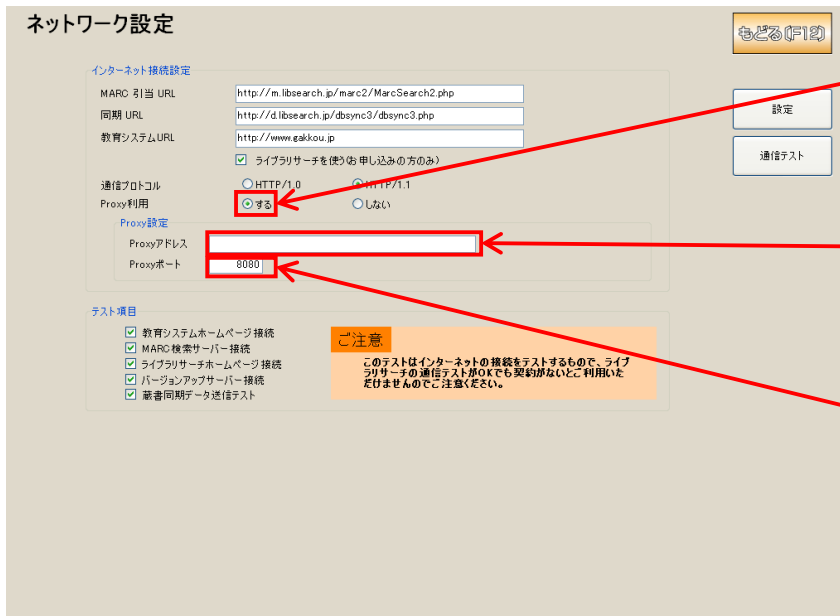 ネットワーク設定
もどる(F12)
インターネット接続設定
MARC 引当 URL
http://m.libsearch.jp/marc2/MarcSearch2.php
同期 URL
http://d.libsearch.jp/dbsync3/dbsync3.php
教育システムURL
http://www.gakkou.jp
ライブラリサーチを使う(お申し込みの方のみ)
設定
通信テスト
通信プロトコル
HTTP/1.0
HTTP/1.1
Proxy利用
する
しない
Proxy設定
Proxyアドレス
Proxyポート
8080
テスト項目
教育システムホームページ接続
MARC検索サーバー接続
ライブラリサーチホームページ接続
バージョンアップサーバー接続
蔵書同期データ送信テスト
ご注意
このテストはインターネットの接続をテストするもので、ライブ
ラリサーチの通信テストがOKでも契約がないとご利用いた
だけませんのでご注意ください。